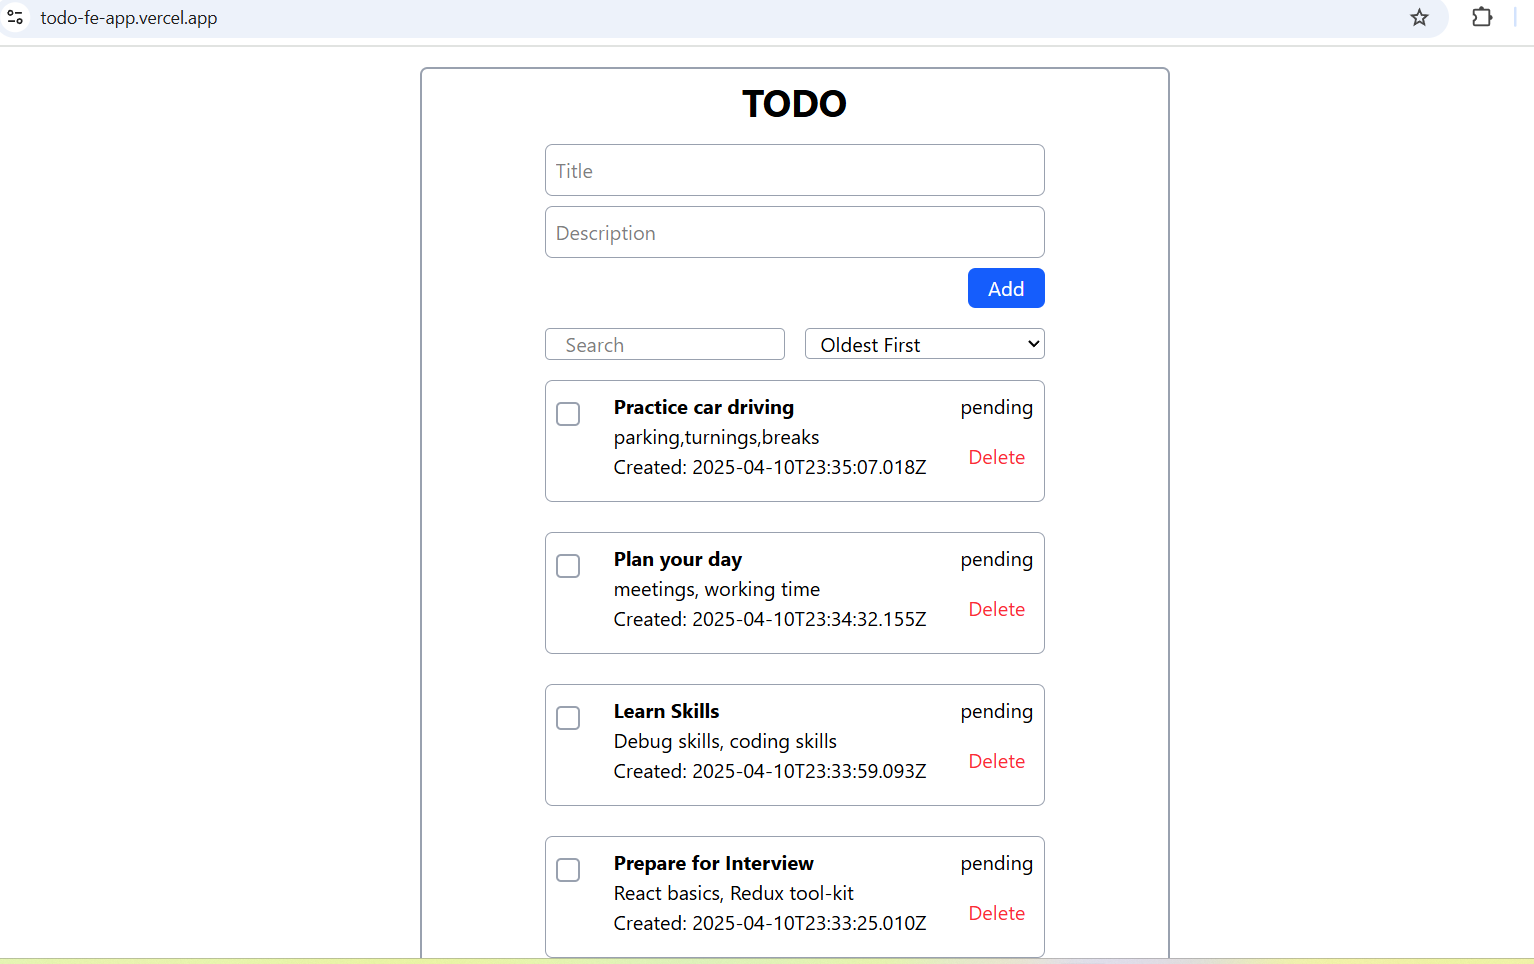 todo-fe-app.vercel.app
TODO
Title
Description
Add
Search
Oldest First
Practice car driving
pending
parking,turnings,breaks
Created: 2025-04-10T23:35:07.018Z
Delete
Plan your day
pending
meetings, working time
Created: 2025-04-10T23:34:32.155Z
Delete
Learn Skills
pending
Debug skills, coding skills
Created: 2025-04-10T23:33:59.093Z
Delete
Prepare for Interview
pending
React basics, Redux tool-kit
Created: 2025-04-10T23:33:25.010Z
Delete